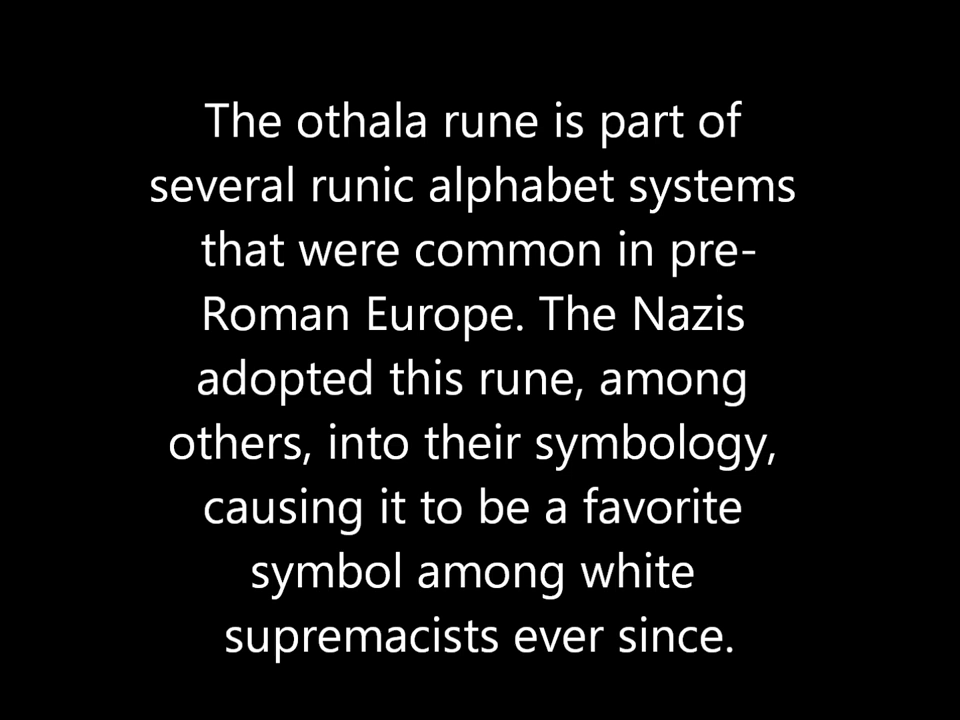 The othala rune is part of
several runic alphabet systems
that were common in pre-
Roman Europe. The Nazis
adopted this rune, among
others, into their symbology,
causing it to be a favorite
symbol among white
supremacists ever since.